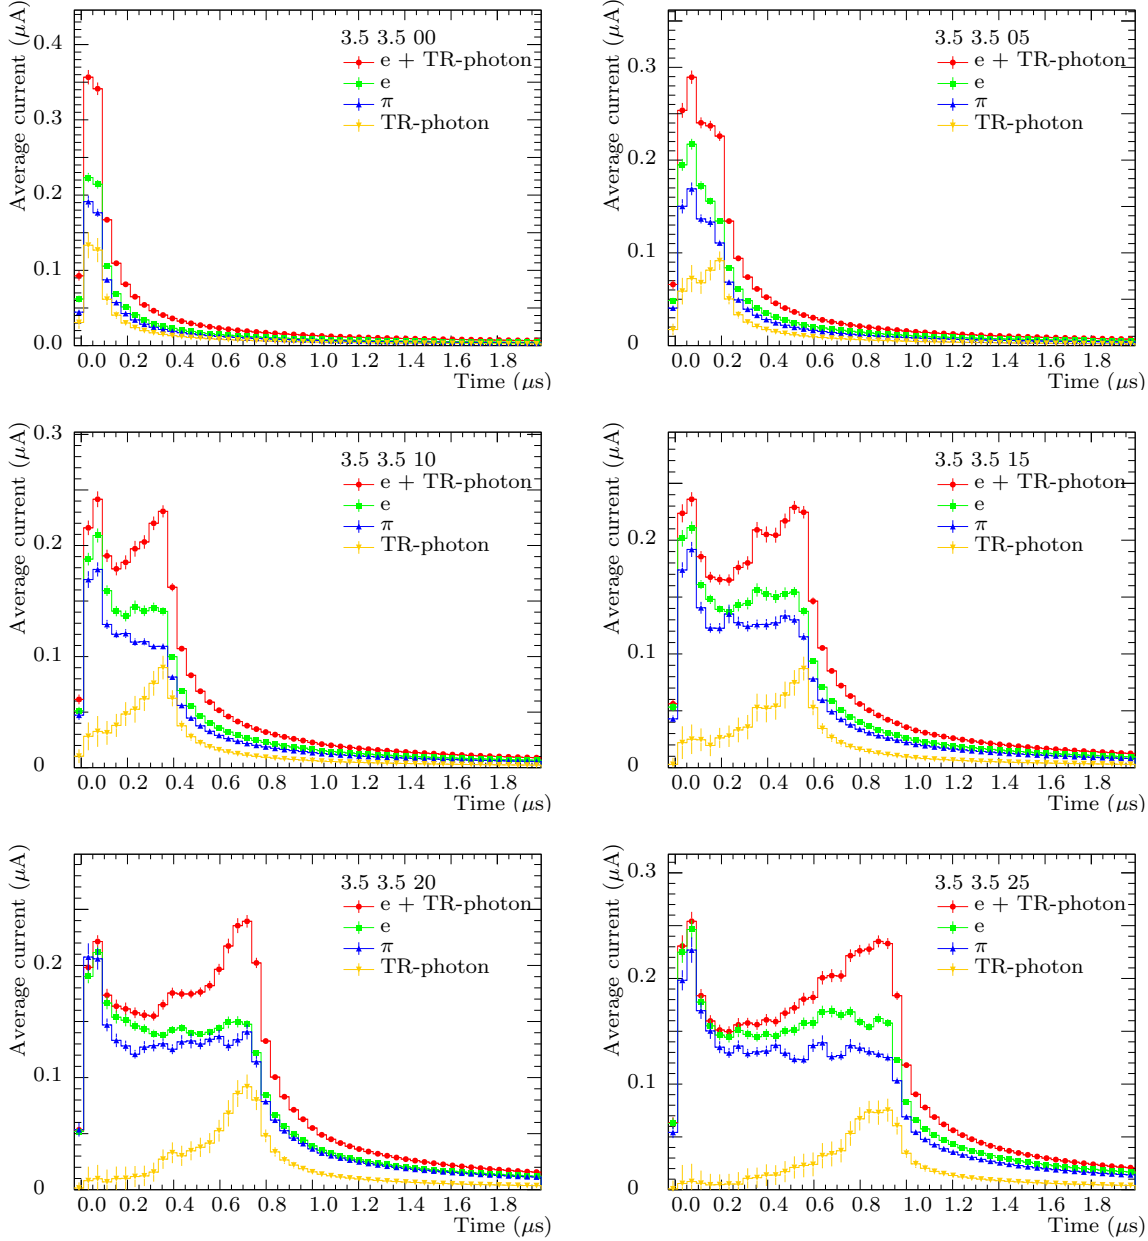 Average current (μA)
0.4
0.3
0.2
0.1
0.0
3.5 3.5 00
e + TR-photon
e
π
TR-photon
0.0 0.2 0.4 0.6 0.8 1.0 1.2 1.4 1.6 1.8
Time (μs)
Average current (μA)
0.3
0.2
0.1
0
3.5 3.5 05
e + TR-photon
e
π
TR-photon
0.0 0.2 0.4 0.6 0.8 1.0 1.2 1.4 1.6 1.8
Time (μs)
Average current (μA)
0.3
0.2
0.1
0
3.5 3.5 10
e + TR-photon
e
π
TR-photon
0.0 0.2 0.4 0.6 0.8 1.0 1.2 1.4 1.6 1.8
Time (μs)
Average current (μA)
0.2
0.1
0
3.5 3.5 15
e + TR-photon
e
π
TR-photon
0.0 0.2 0.4 0.6 0.8 1.0 1.2 1.4 1.6 1.8
Time (μs)
Average current (μA)
0.2
0.1
0
3.5 3.5 20
e + TR-photon
e
π
TR-photon
0.0 0.2 0.4 0.6 0.8 1.0 1.2 1.4 1.6 1.8
Time (μs)
Average current (μA)
0.3
0.2
0.1
0
3.5 3.5 25
e + TR-photon
e
π
TR-photon
0.0 0.2 0.4 0.6 0.8 1.0 1.2 1.4 1.6 1.8
Time (μs)